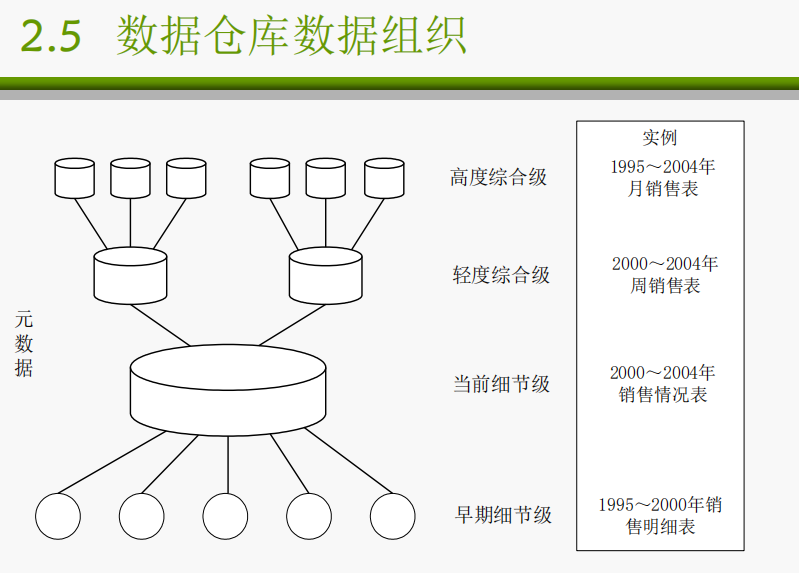 2.5 数据仓库数据组织
实例
高度综合级
1995～2004年
月销售表
轻度综合级
2000～2004年
周销售表
元
数
据
当前细节级
2000～2004年
销售情况表
早期细节级
1995～2000年销
售明细表